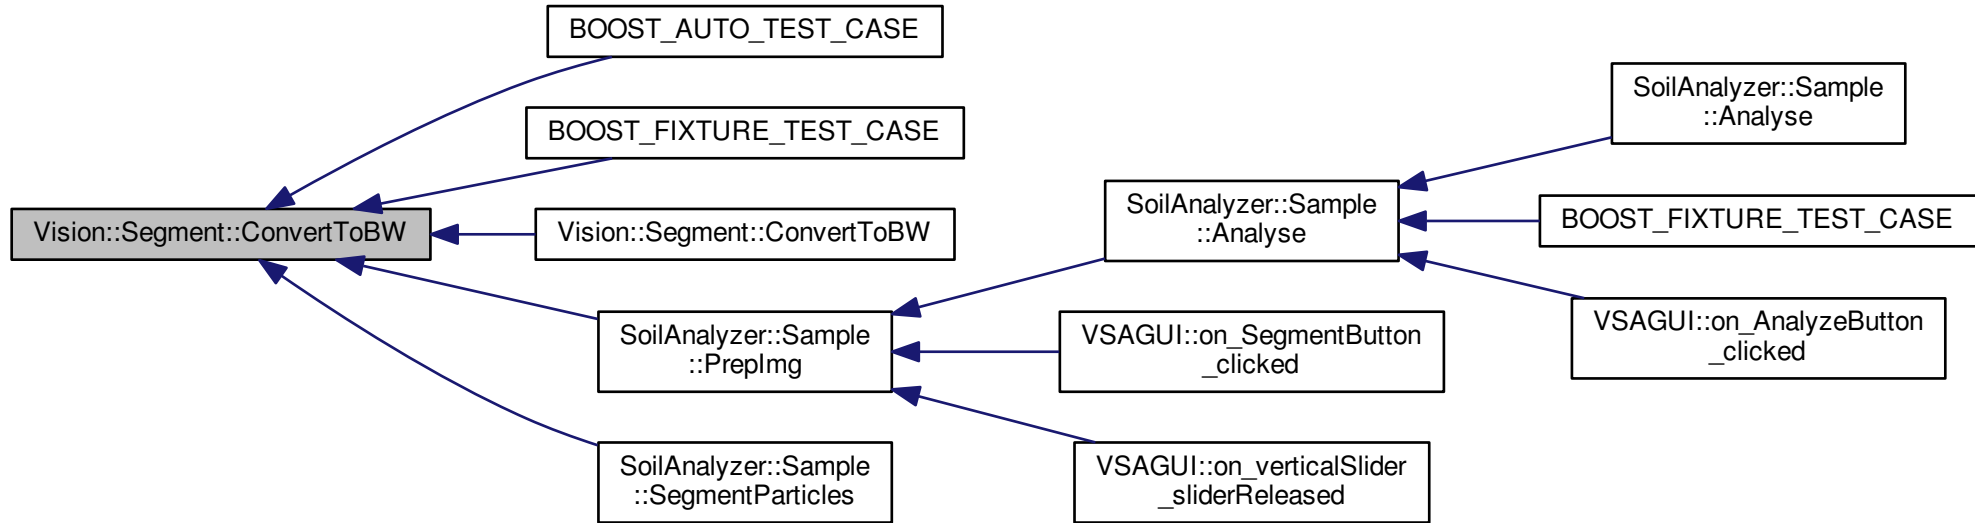 BOOST_AUTO_TEST_CASE
SoilAnalyzer::Sample
::Analyse
BOOST_FIXTURE_TEST_CASE
SoilAnalyzer::Sample
::Analyse
BOOST_FIXTURE_TEST_CASE
Vision::Segment::ConvertToBW
Vision::Segment::ConvertToBW
SoilAnalyzer::Sample
::PrepImg
VSAGUI::on_SegmentButton
_clicked
VSAGUI::on_AnalyzeButton
_clicked
SoilAnalyzer::Sample
::SegmentParticles
VSAGUI::on_verticalSlider
_sliderReleased